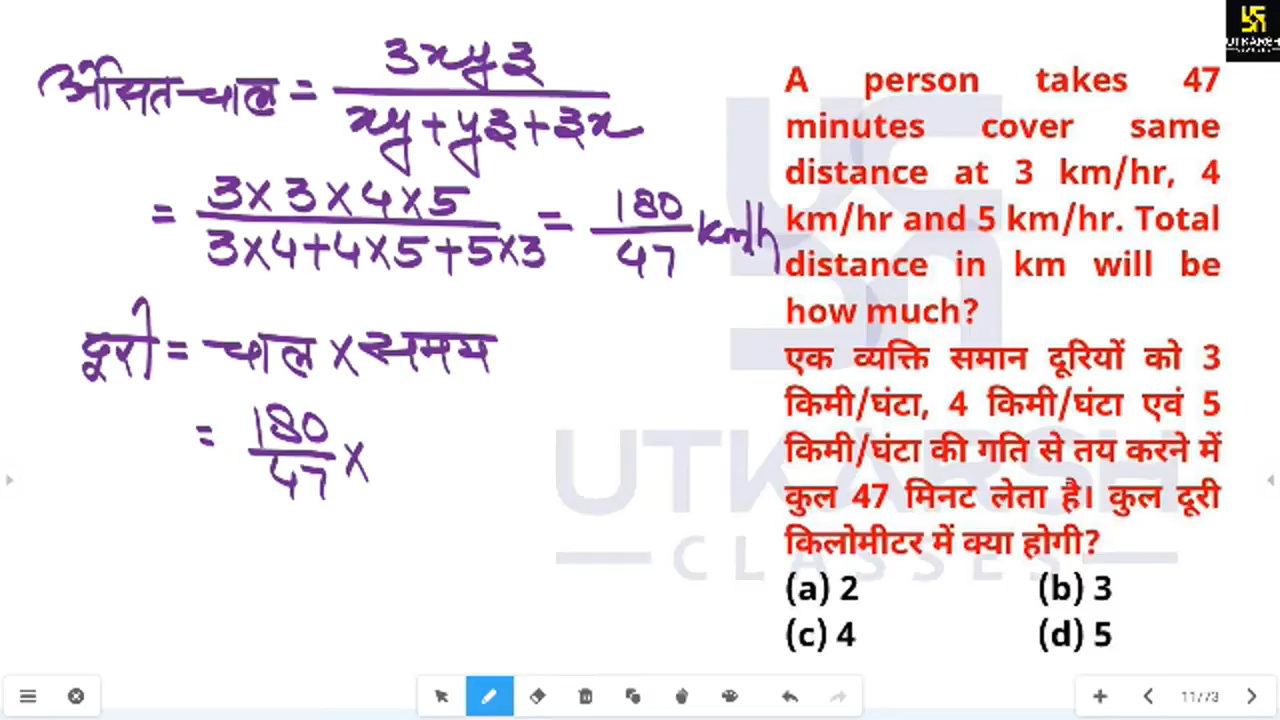 औसत-चाल = 3xyz / xy+yz+zx
= 3×3×4×5 / 3×4+4×5+5×3 = 180 / 47 km/h
दूरी = चाल × समय
= 180 / 47 ×
UTKARSH
A person takes 47
minutes cover same
distance at 3 km/hr, 4
km/hr and 5 km/hr. Total
distance in km will be
how much?
एक व्यक्ति समान दूरियों को 3
किमी/घंटा, 4 किमी/घंटा एवं 5
किमी/घंटा की गति से तय करने में
कुल 47 मिनट लेता है। कुल दूरी
किलोमीटर में क्या होगी?
(a) 2 (b) 3
(c) 4 (d) 5
UTKARSH
CLASSES
11/73